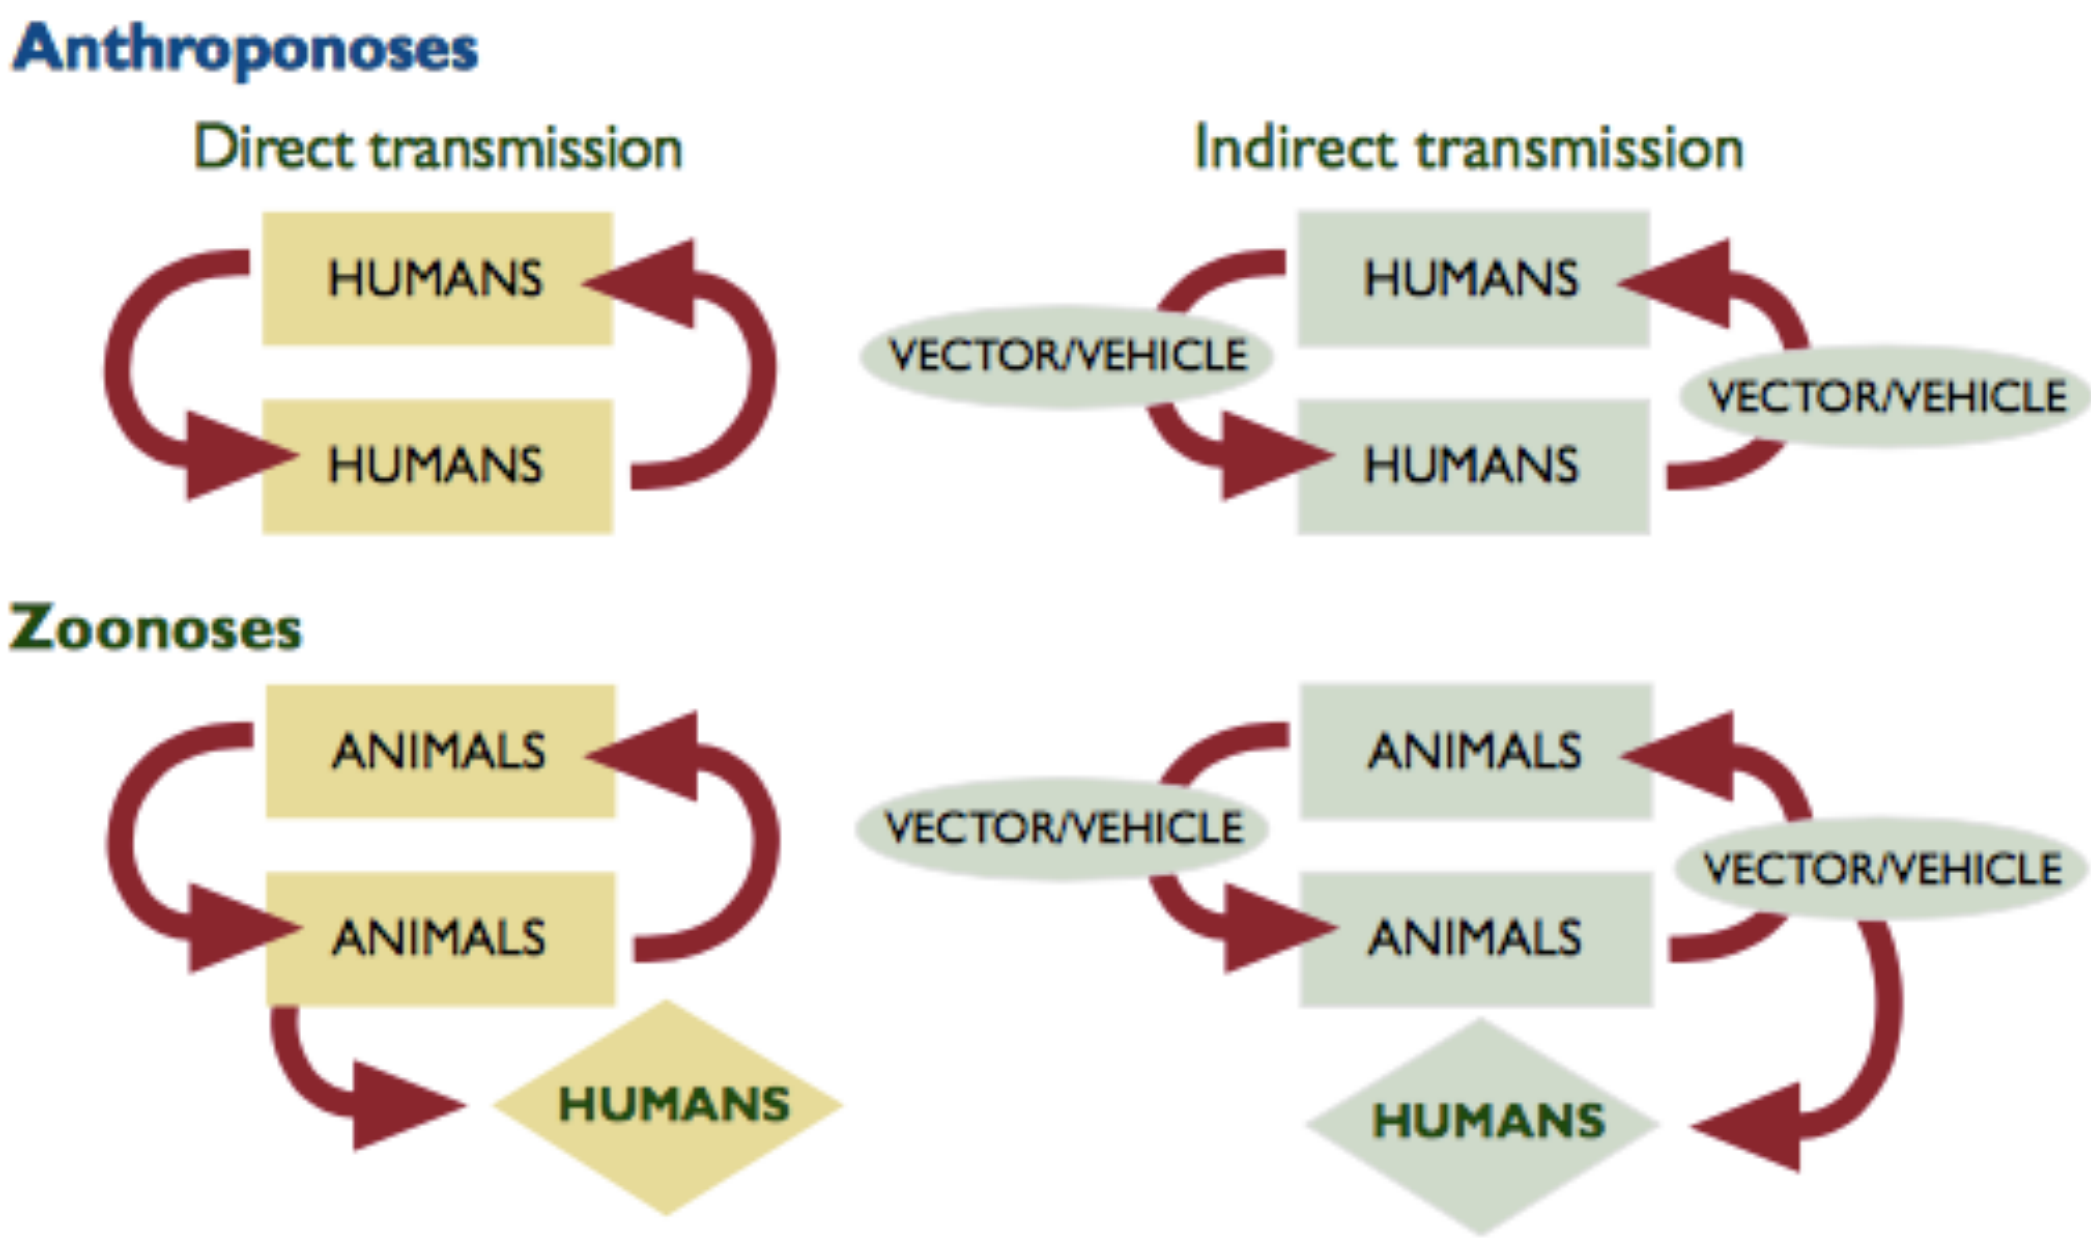 Anthroponoses
Direct transmission
Indirect transmission
HUMANS
HUMANS
HUMANS
VECTOR/VEHICLE
VECTOR/VEHICLE
HUMANS
Zoonoses
ANIMALS
ANIMALS
HUMANS
ANIMALS
VECTOR/VEHICLE
VECTOR/VEHICLE
ANIMALS
HUMANS